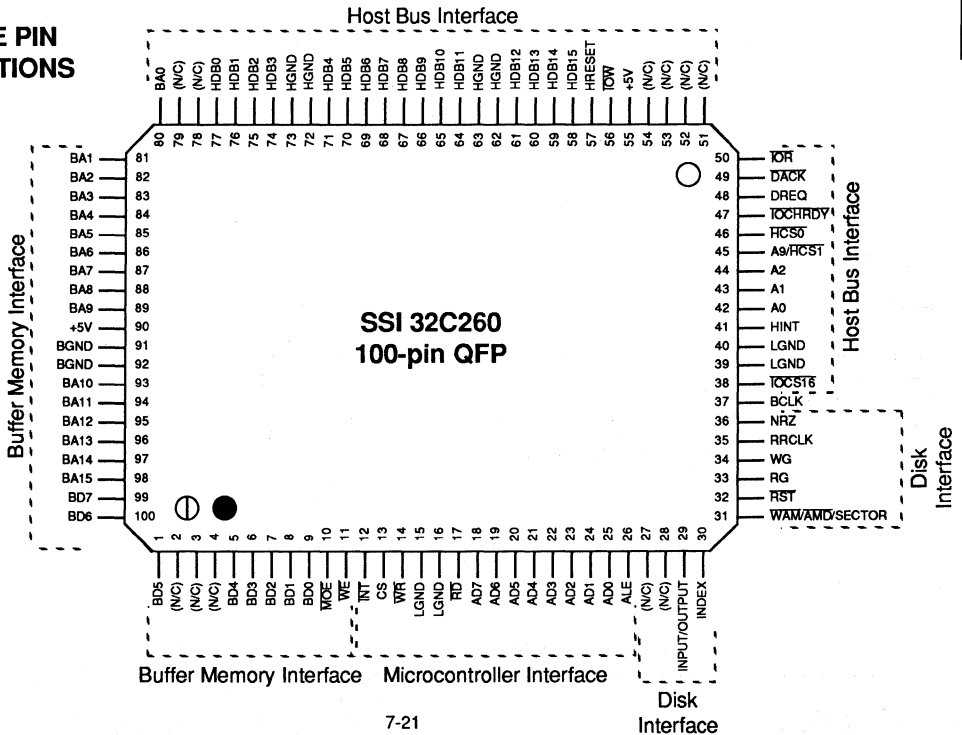 E PIN
TIONS
Host Bus Interface
BA0
(N/C)
(N/C)
HDB0
HDB1
HDB2
HDB3
HGND
HGND
HDB4
HDB5
HDB6
HDB7
HDB8
HDB9
HDB10
HDB11
HGND
HGND
HDB12
HDB13
HDB14
HDB15
HRESET
IOW
+5V
(N/C)
(N/C)
(N/C)
(N/C)
80
79
78
77
76
75
74
73
72
71
70
69
68
67
66
65
64
63
62
61
60
59
58
57
56
55
54
53
52
51
Buffer Memory Interface
BA1 81
BA2 82
BA3 83
BA4 84
BA5 85
BA6 86
BA7 87
BA8 88
BA9 89
+5V 90
BGND 91
BGND 92
BA10 93
BA11 94
BA12 95
BA13 96
BA14 97
BA15 98
BD7 99
BD6 100
SSI 32C260
100-pin QFP
50 IOR
49 DACK
48 DREQ
47 IOCHRDY
46 HCS0
45 A9/HCS1
44 A2
43 A1
42 A0
41 HINT
40 LGND
39 LGND
38 IOCS16
37 BCLK
36 NRZ
35 RRCLK
34 WG
33 RG
32 RST
31 WAM/AMD/SECTOR
Host Bus Interface
Disk
Interface
1
2
3
4
5
6
7
8
9
10
11
12
13
14
15
16
17
18
19
20
21
22
23
24
25
26
27
28
29
30
BD5
(N/C)
(N/C)
(N/C)
BD4
BD3
BD2
BD1
BD0
MOE
WE
INT
CS
WR
LGND
LGND
RD
AD7
AD6
AD5
AD4
AD3
AD2
AD1
AD0
ALE
(N/C)
(N/C)
INPUT/OUTPUT
INDEX
Buffer Memory Interface
Microcontroller Interface
Disk
Interface
7-21